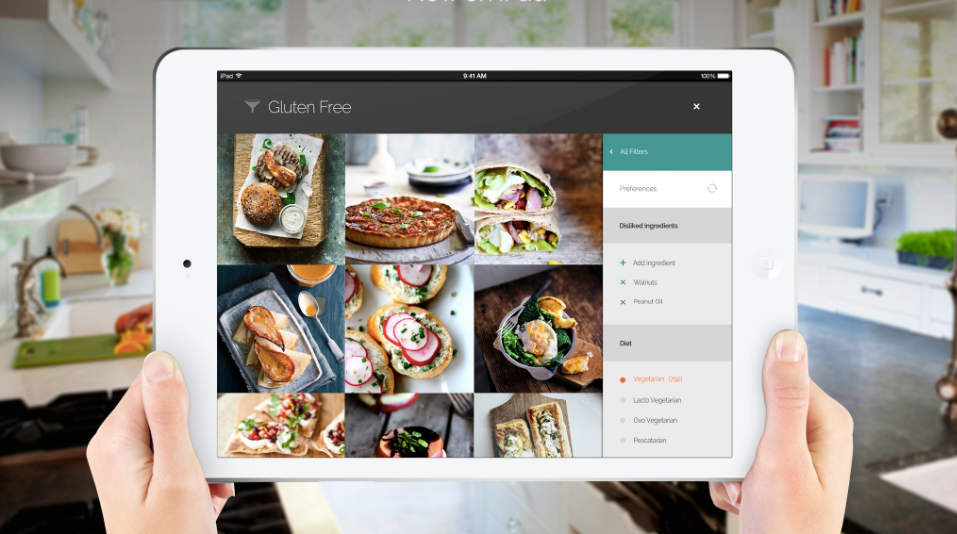 iPad
9:41 AM
100%
Gluten Free
All Filters
Preferences
Disliked Ingredients
Add Ingredient
Walnuts
Peanut Oil
Diet
Vegetarian (752)
Lacto Vegetarian
Ovo Vegetarian
Pescatarian